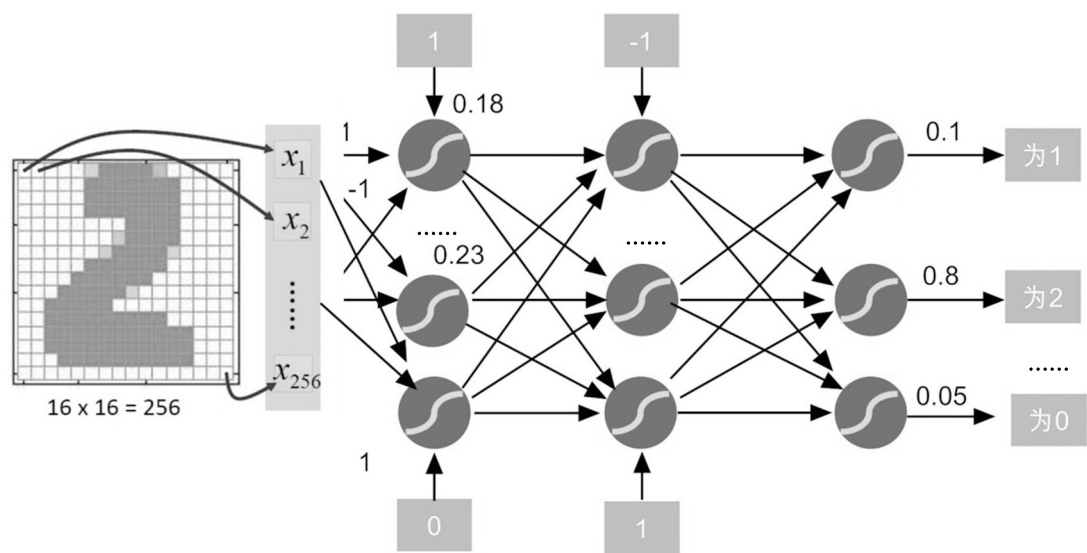 1
-1
0.18
1
x₁
-1
x₂
......
0.23
......
......
x₂₅₆
16 x 16 = 256
1
0
1
0.1
为1
0.8
为2
......
0.05
为0